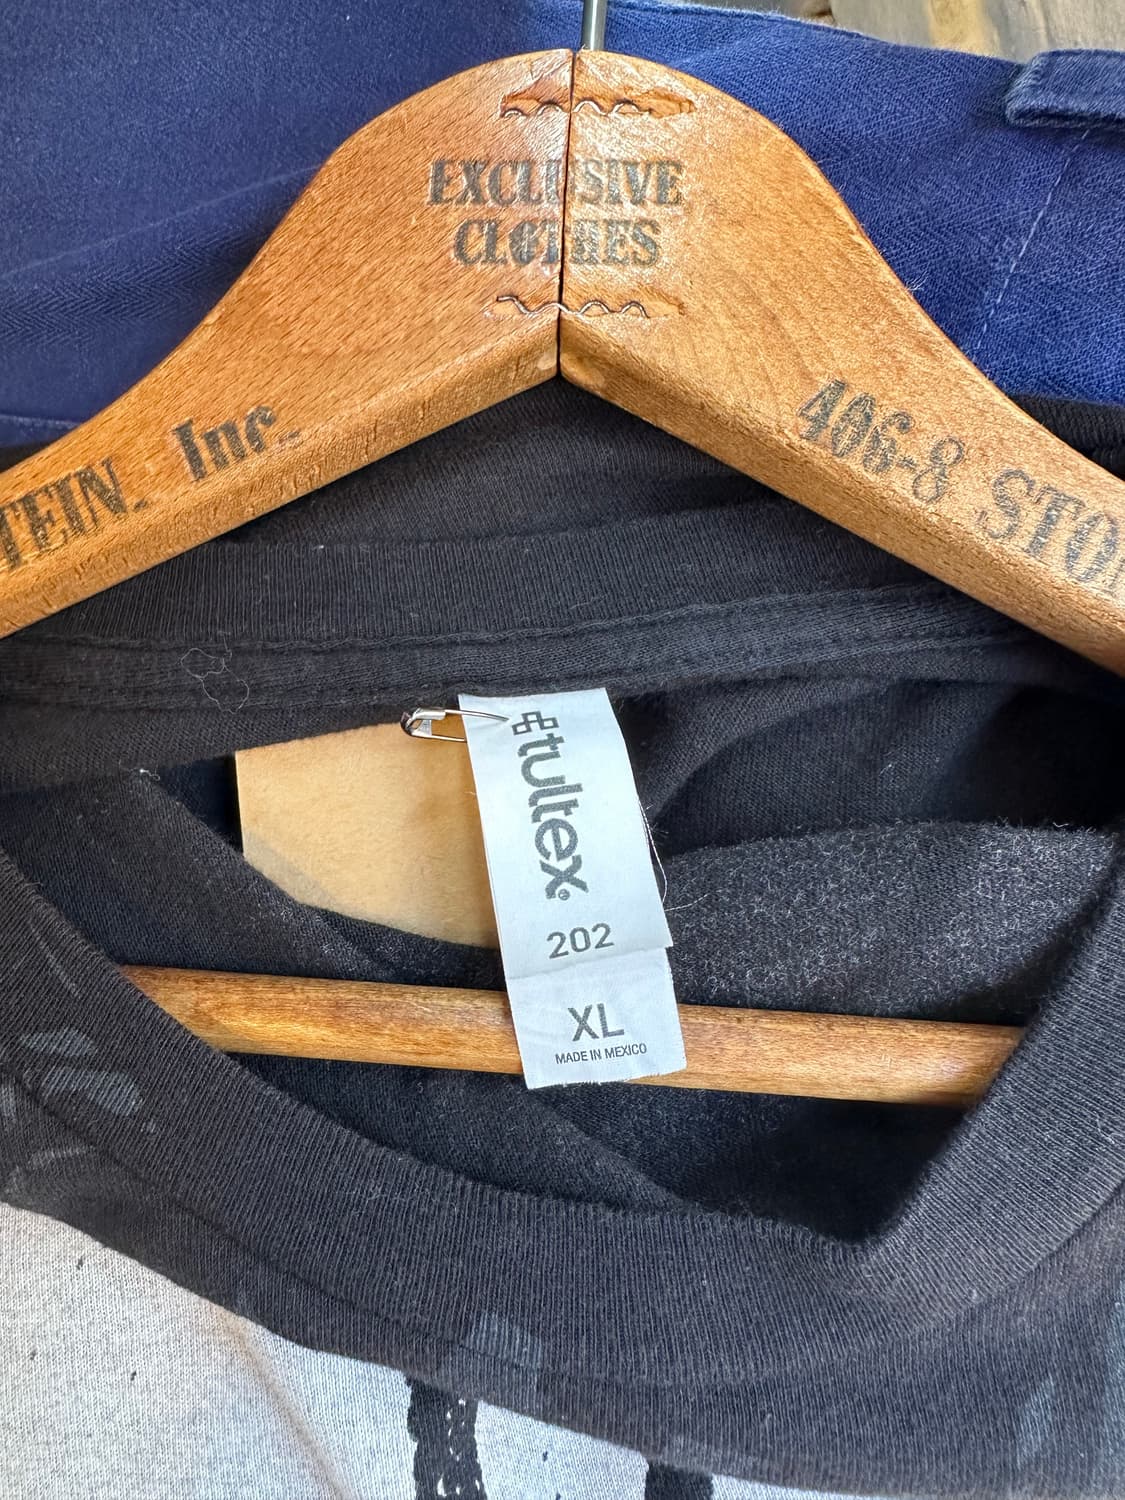 EXCLUSIVE
CLOTHES
TEIN. Inc.
406-8 STO
tultex
202
XL
MADE IN MEXICO